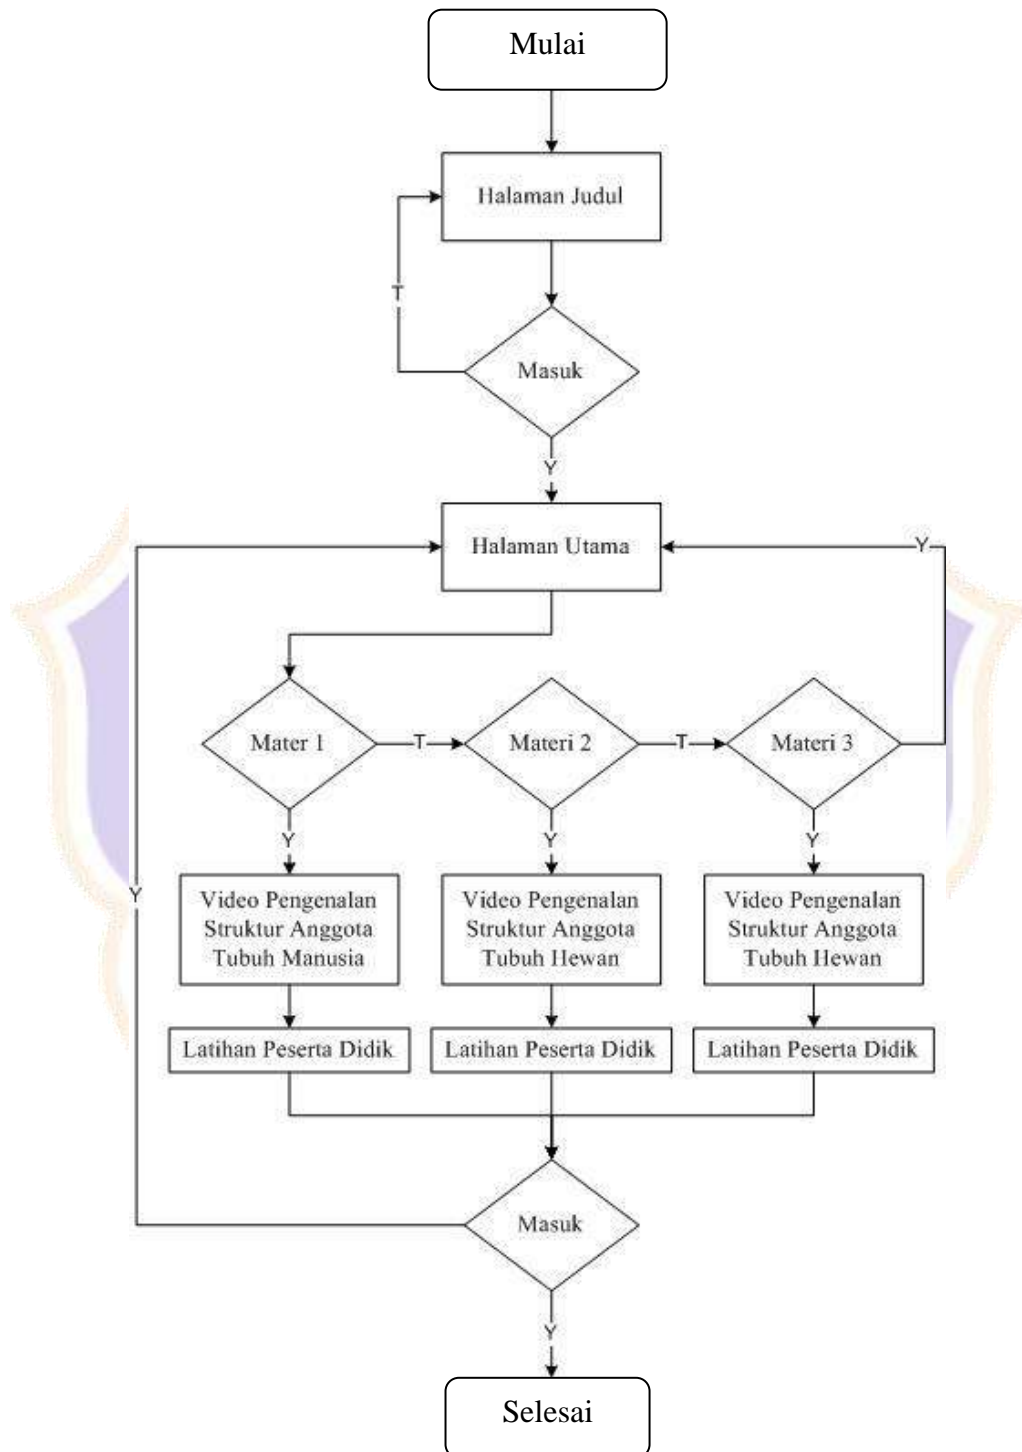 Mulai
Halaman Judul
T
Masuk
Y
Halaman Utama
Y
Mater 1
T
Materi 2
T
Materi 3
Y
Y
Y
Y
Video Pengenalan
Struktur Anggota
Tubuh Manusia
Video Pengenalan
Struktur Anggota
Tubuh Hewan
Video Pengenalan
Struktur Anggota
Tubuh Hewan
Latihan Peserta Didik
Latihan Peserta Didik
Latihan Peserta Didik
Masuk
Y
Selesai